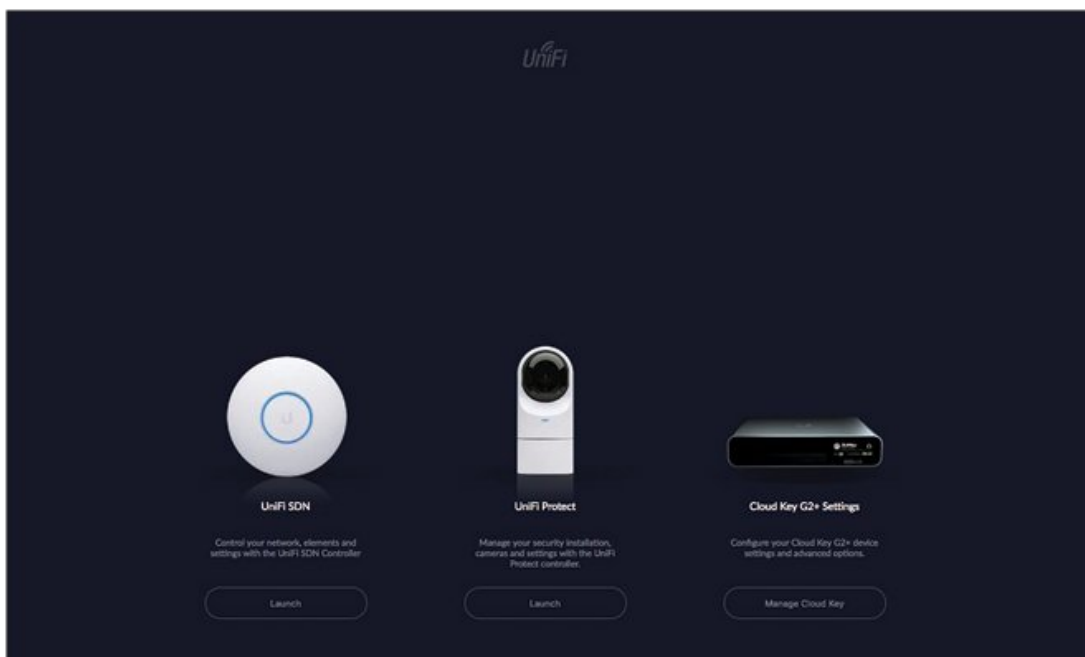 UniFi
UniFi SDN
Control your network, elements and
settings with the UniFi SDN Controller
Launch
UniFi Protect
Manage your security installation,
cameras and settings with the UniFi
Protect controller.
Launch
Cloud Key G2+ Settings
Configure your Cloud Key G2+ device
settings and advanced options.
Manage Cloud Key